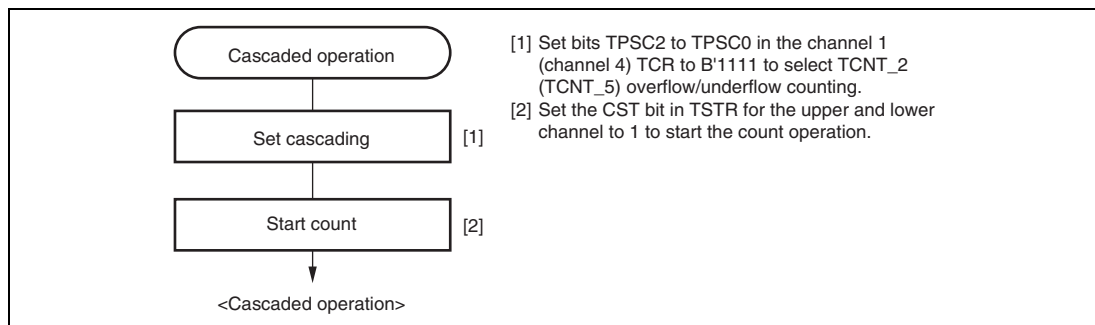 Cascaded operation
Set cascading
[1]
Start count
[2]
<Cascaded operation>
[1] Set bits TPSC2 to TPSC0 in the channel 1
(channel 4) TCR to B'1111 to select TCNT_2
(TCNT_5) overflow/underflow counting.
[2] Set the CST bit in TSTR for the upper and lower
channel to 1 to start the count operation.